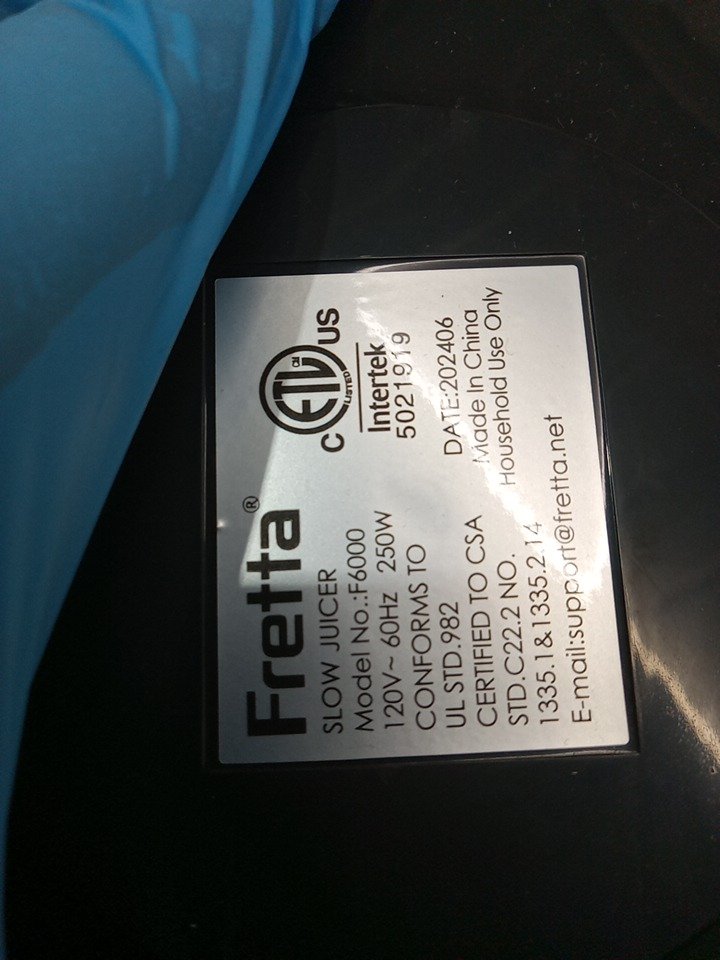 Fretta®
SLOW JUICER
Model No.:F6000
120V~ 60Hz 250W
CONFORMS TO
UL STD.982
CERTIFIED TO CSA
STD.C22.2 NO.
1335.1&1335.2.14
E-mail:support@fretta.net
C ETL CM US
LISTED
Intertek
5021919
DATE:202406
Made In China
Household Use Only